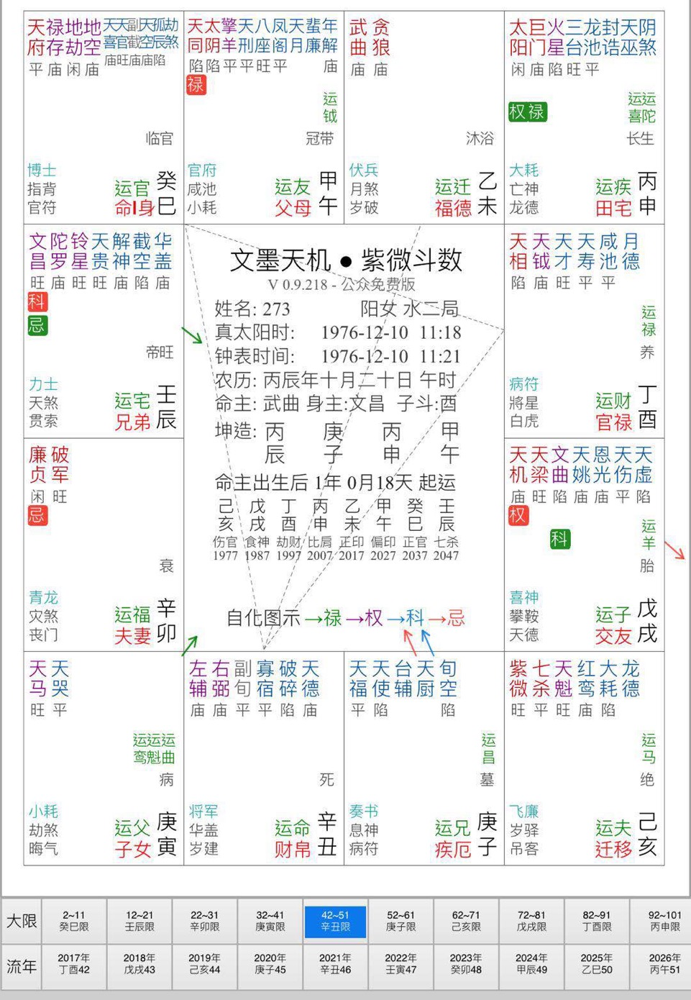 天禄地地天天副天孤劫
府存劫空喜官截空辰煞
平庙闲庙庙旺庙庙陷
临官
博士
指背
官符
运官
命|身
癸
巳
天太擎天八凤天蜚年
同阴羊刑座阁月廉解
陷陷平平旺平 庙
禄
运
钺
冠带
官府
咸池
小耗
运友
父母
甲
午
武贪
曲狼
庙庙
沐浴
伏兵
月煞
岁破
运迁
福德
乙
未
太巨火三龙封天阴
阳门星台池诰巫煞
闲庙陷旺平
权禄
运运
喜陀
长生
大耗
亡神
龙德
运疾
田宅
丙
申
文陀铃天解截华
昌罗星贵神空盖
旺庙旺旺庙陷庙
科
忌
帝旺
力士
天煞
贯索
运宅
兄弟
壬
辰
文墨天机 ● 紫微斗数
V 0.9.218 - 公众免费版
姓名: 273 阳女 水二局
真太阳时: 1976-12-10 11:18
钟表时间: 1976-12-10 11:21
农历: 丙辰年十月二十日 午时
命主: 武曲 身主:文昌 子斗:酉
坤造: 丙 庚 丙 甲
辰 子 申 午
命主出生后 1年 0月18天 起运
己 戊 丁 丙 乙 甲 癸 壬
亥 戌 酉 申 未 午 巳 辰
伤官 食神 劫财 比肩 正印 偏印 正官 七杀
1977 1987 1997 2007 2017 2027 2037 2047
自化图示 →禄 →权 →科 →忌
天天天天咸月
相钺才寿池德
陷庙旺平平
运
禄
养
病符
將星
白虎
运财
官禄
丁
酉
廉破
贞军
闲旺
忌
衰
青龙
灾煞
丧门
运福
夫妻
辛
卯
天天文天恩天天
机梁曲姚光伤虚
庙旺陷庙庙平陷
权
科
运
羊
胎
喜神
攀鞍
天德
运子
交友
戊
戌
天天
马哭
旺平
运运运
鸾魁曲
病
小耗
劫煞
晦气
运父
子女
庚
寅
左右副寡破天
辅弼旬宿碎德
庙庙平平陷庙
死
将军
华盖
岁建
运命
财帛
辛
丑
天天台天旬
福使辅厨空
平陷 陷
运
昌
墓
奏书
息神
病符
运兄
疾厄
庚
子
紫七天红大龙
微杀魁鸾耗德
旺平旺庙陷
运
马
绝
飞廉
岁驿
吊客
运夫
迁移
己
亥
大限 2~11 12~21 22~31 32~41 42~51 52~61 62~71 72~81 82~91 92~101
癸巳限 壬辰限 辛卯限 庚寅限 辛丑限 庚子限 己亥限 戊戌限 丁酉限 丙申限
流年 2017年 2018年 2019年 2020年 2021年 2022年 2023年 2024年 2025年 2026年
丁酉42 戊戌43 己亥44 庚子45 辛丑46 壬寅47 癸卯48 甲辰49 乙巳50 丙午51